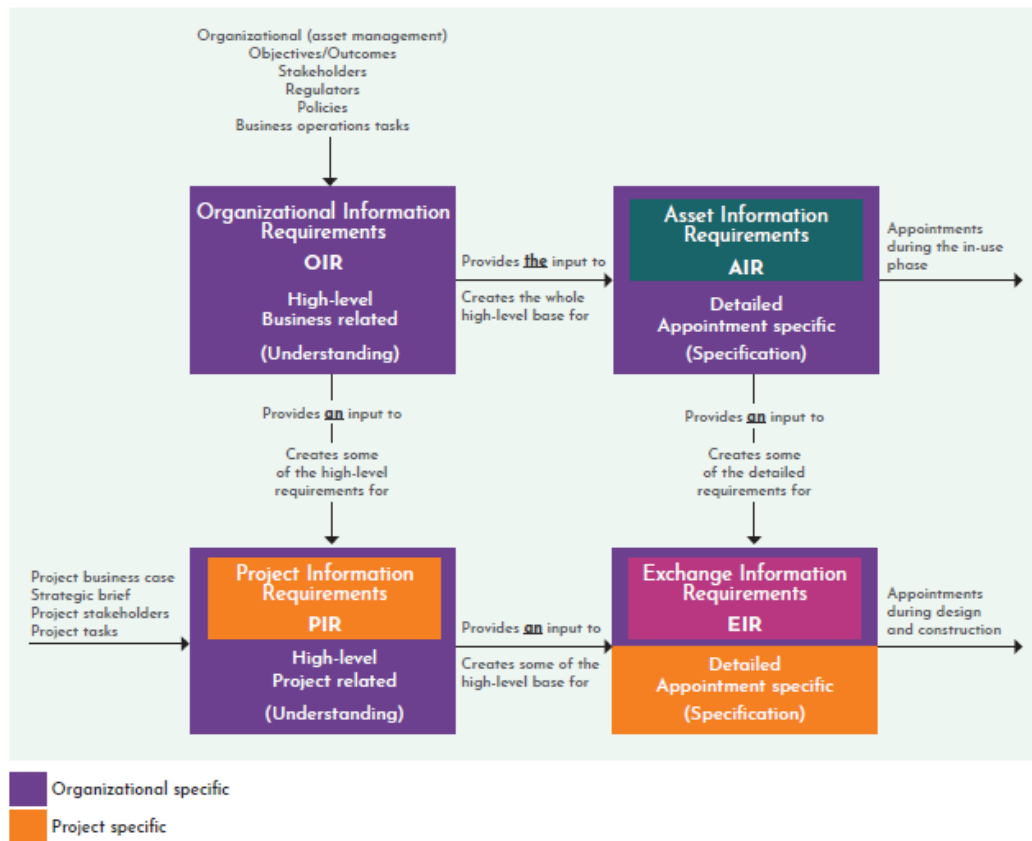 Organizational (asset management)
Objectives/Outcomes
Stakeholders
Regulators
Policies
Business operations tasks
Organizational Information
Requirements
OIR
High-level
Business related
(Understanding)
Provides the input to
Creates the whole
high-level base for
Asset Information
Requirements
AIR
Detailed
Appointment specific
(Specification)
Appointments
during the in-use
phase
Provides an input to
Creates some
of the high-level
requirements for
Provides an input to
Creates some
of the detailed
requirements for
Project business case
Strategic brief
Project stakeholders
Project tasks
Project Information
Requirements
PIR
High-level
Project related
(Understanding)
Provides an input to
Creates some of the
high-level base for
Exchange Information
Requirements
EIR
Detailed
Appointment specific
(Specification)
Appointments
during design
and construction
Organizational specific
Project specific